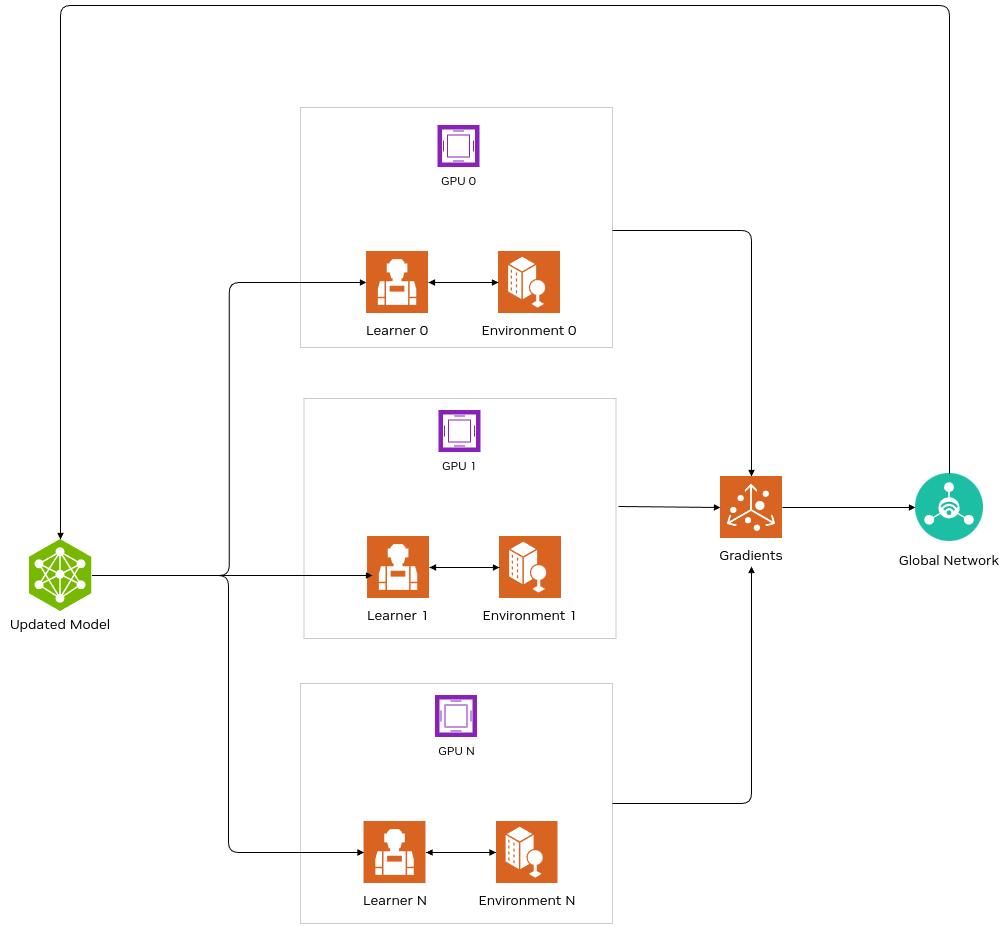 GPU 0
Learner 0
Environment 0
GPU 1
Learner 1
Environment 1
Gradients
Global Network
Updated Model
GPU N
Learner N
Environment N